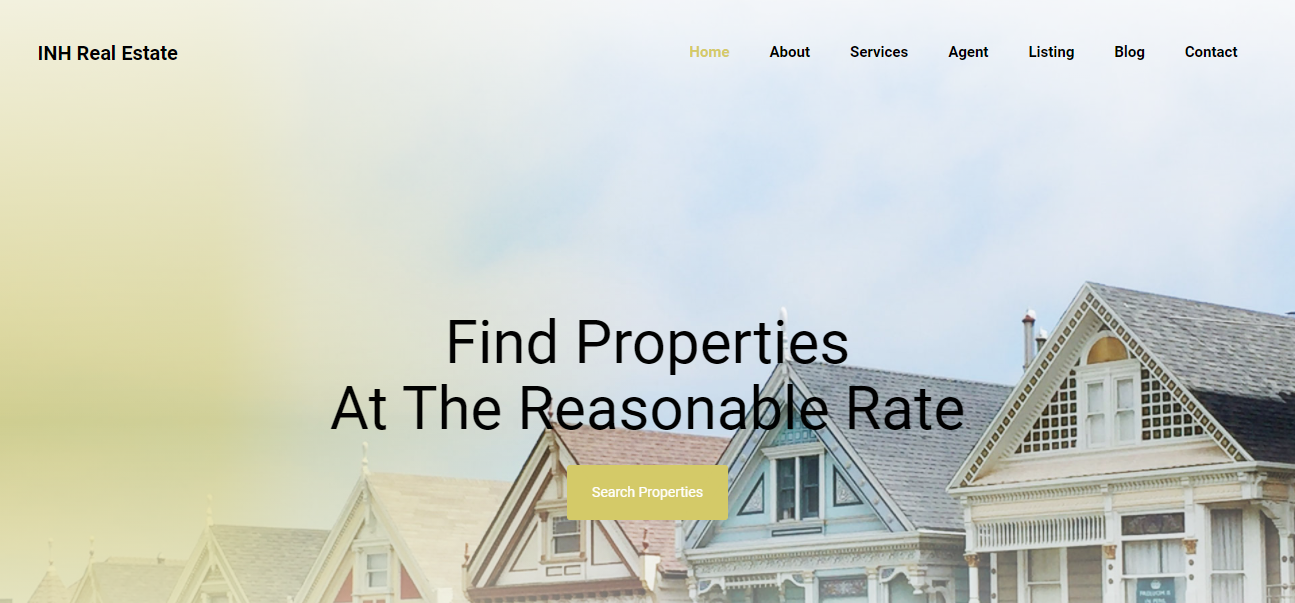 INH Real Estate
Home About Services Agent Listing Blog Contact
Find Properties
At The Reasonable Rate
Search Properties